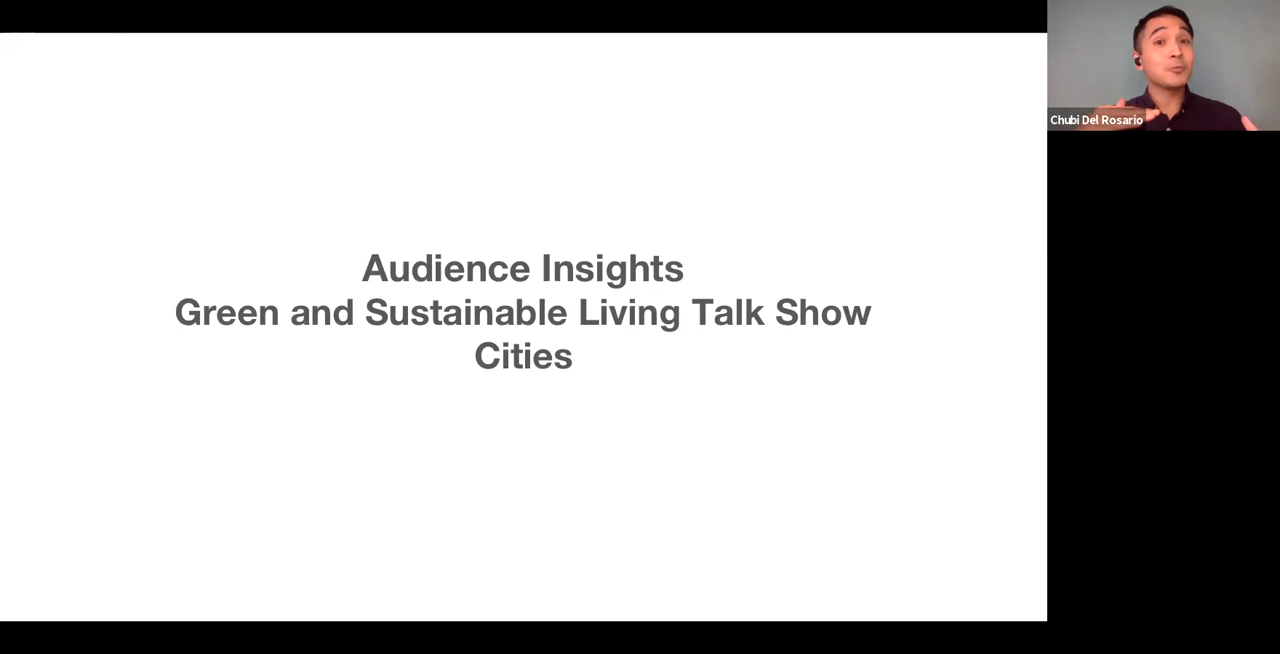 Audience Insights
Green and Sustainable Living Talk Show
Cities
Chubi Del Rosario